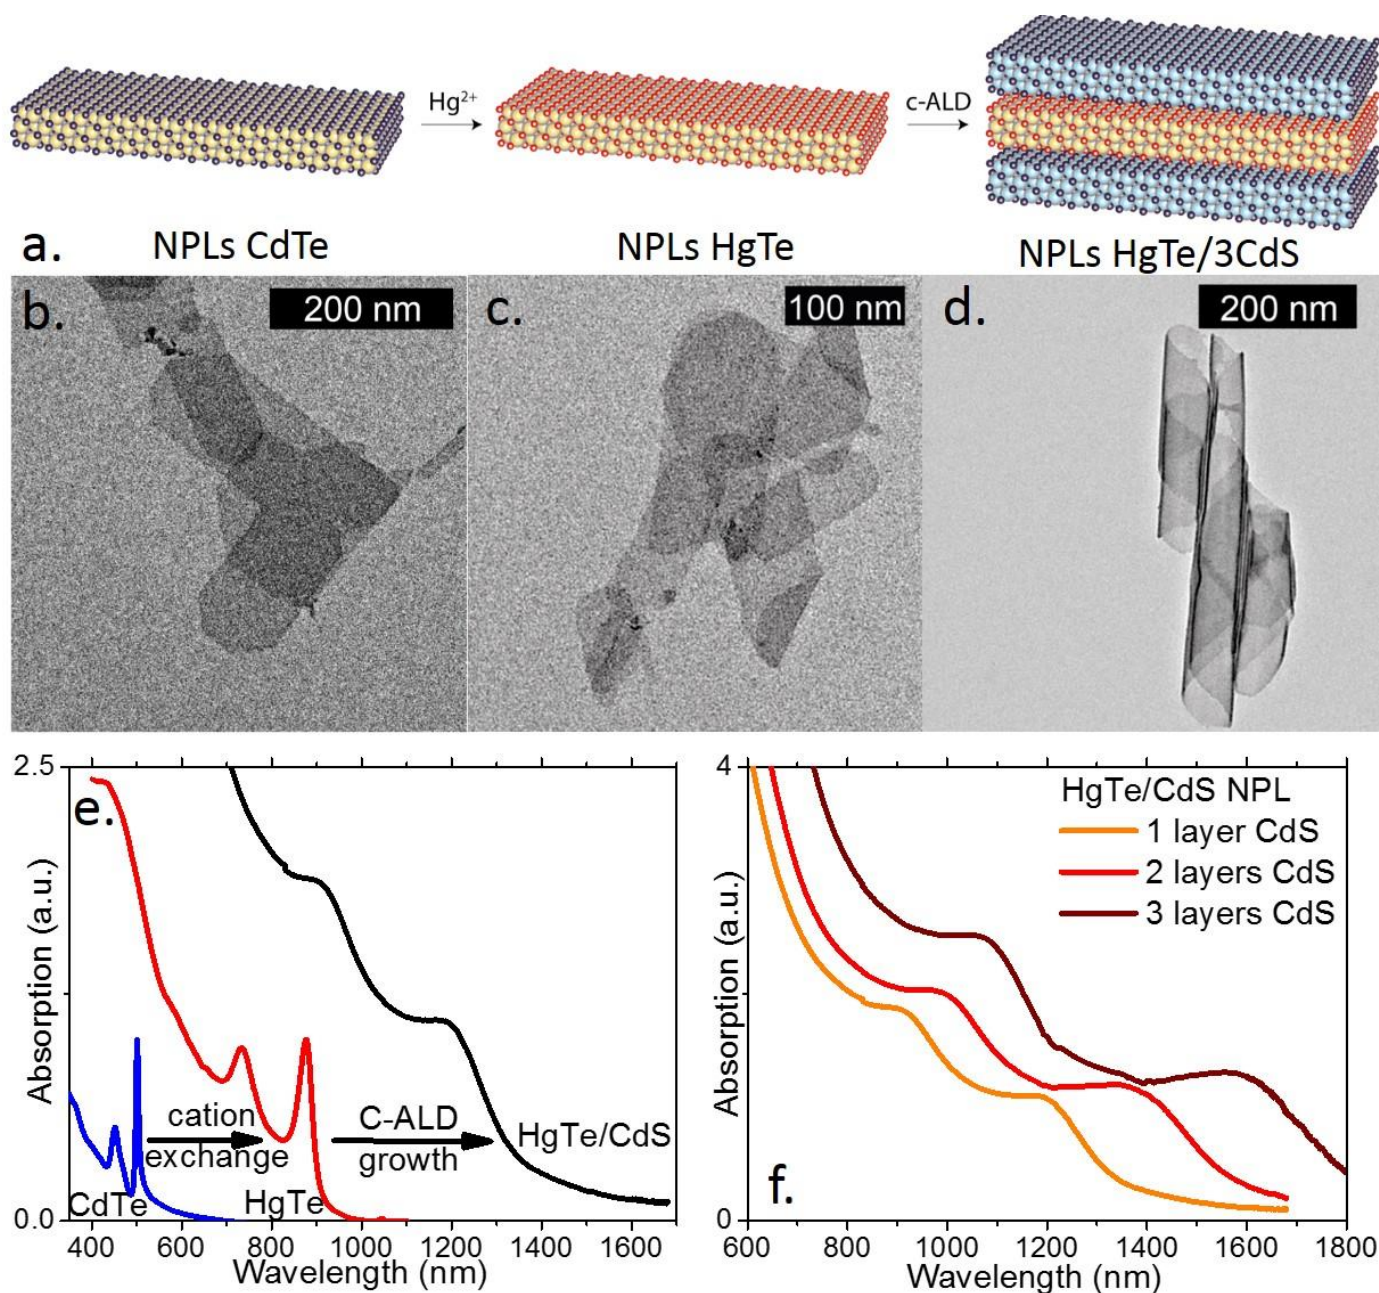 Hg²⁺
c-ALD
a.
NPLs CdTe
NPLs HgTe
NPLs HgTe/3CdS
b.
200 nm
c.
100 nm
d.
200 nm
2.5
e.
Absorption (a.u.)
cation
exchange
C-ALD
growth
HgTe/CdS
CdTe
HgTe
0.0
400 600 800 1000 1200 1400 1600
Wavelength (nm)
4
HgTe/CdS NPL
1 layer CdS
2 layers CdS
3 layers CdS
Absorption (a.u.)
f.
0
600 800 1000 1200 1400 1600 1800
Wavelength (nm)